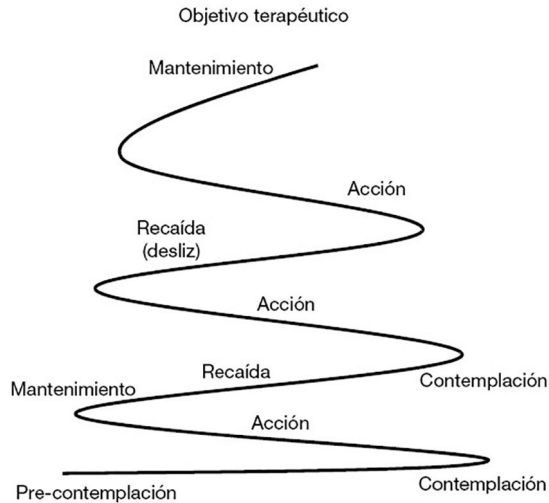 Objetivo terapéutico
Mantenimiento
Acción
Recaída
(desliz)
Acción
Recaída
Contemplación
Mantenimiento
Acción
Pre-contemplación
Contemplación